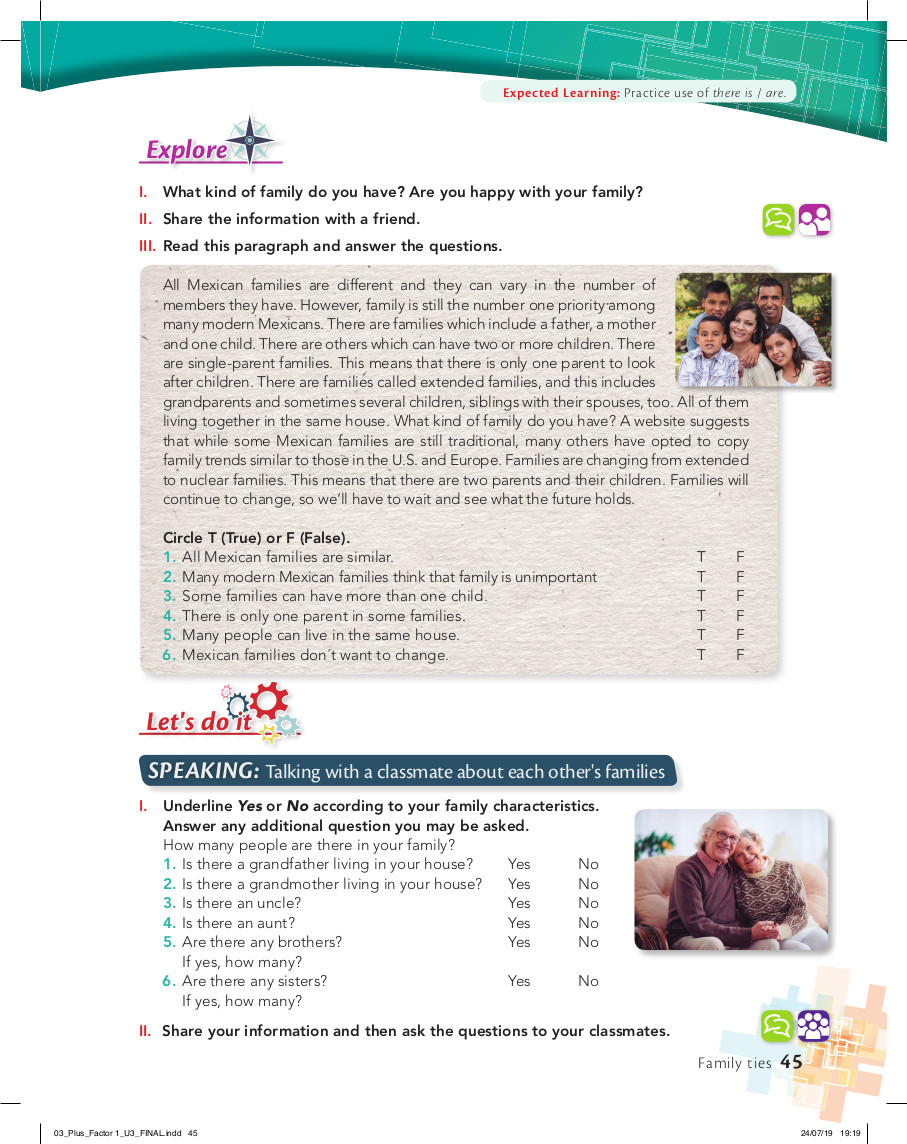 Expected Learning: Practice use of there is / are.
Explore
I. What kind of family do you have? Are you happy with your family?
II. Share the information with a friend.
III. Read this paragraph and answer the questions.
All Mexican families are different and they can vary in the number of
members they have. However, family is still the number one priority among
many modern Mexicans. There are families which include a father, a mother
and one child. There are others which can have two or more children. There
are single-parent families. This means that there is only one parent to look
after children. There are families called extended families, and this includes
grandparents and sometimes several children, siblings with their spouses, too. All of them
living together in the same house. What kind of family do you have? A website suggests
that while some Mexican families are still traditional, many others have opted to copy
family trends similar to those in the U.S. and Europe. Families are changing from extended
to nuclear families. This means that there are two parents and their children. Families will
continue to change, so we'll have to wait and see what the future holds.
Circle T (True) or F (False).
1. All Mexican families are similar. T F
2. Many modern Mexican families think that family is unimportant T F
3. Some families can have more than one child. T F
4. There is only one parent in some families. T F
5. Many people can live in the same house. T F
6. Mexican families don´t want to change. T F
Let's do it
SPEAKING: Talking with a classmate about each other's families
I. Underline Yes or No according to your family characteristics.
Answer any additional question you may be asked.
How many people are there in your family?
1. Is there a grandfather living in your house? Yes No
2. Is there a grandmother living in your house? Yes No
3. Is there an uncle? Yes No
4. Is there an aunt? Yes No
5. Are there any brothers? Yes No
If yes, how many?
6. Are there any sisters? Yes No
If yes, how many?
II. Share your information and then ask the questions to your classmates.
Family ties 45
03_Plus_Factor 1_U3_FINAL.indd 45 24/07/19 19:19